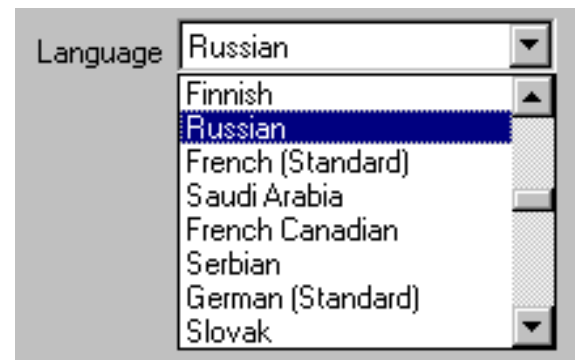 Language Russian
Finnish
Russian
French (Standard)
Saudi Arabia
French Canadian
Serbian
German (Standard)
Slovak